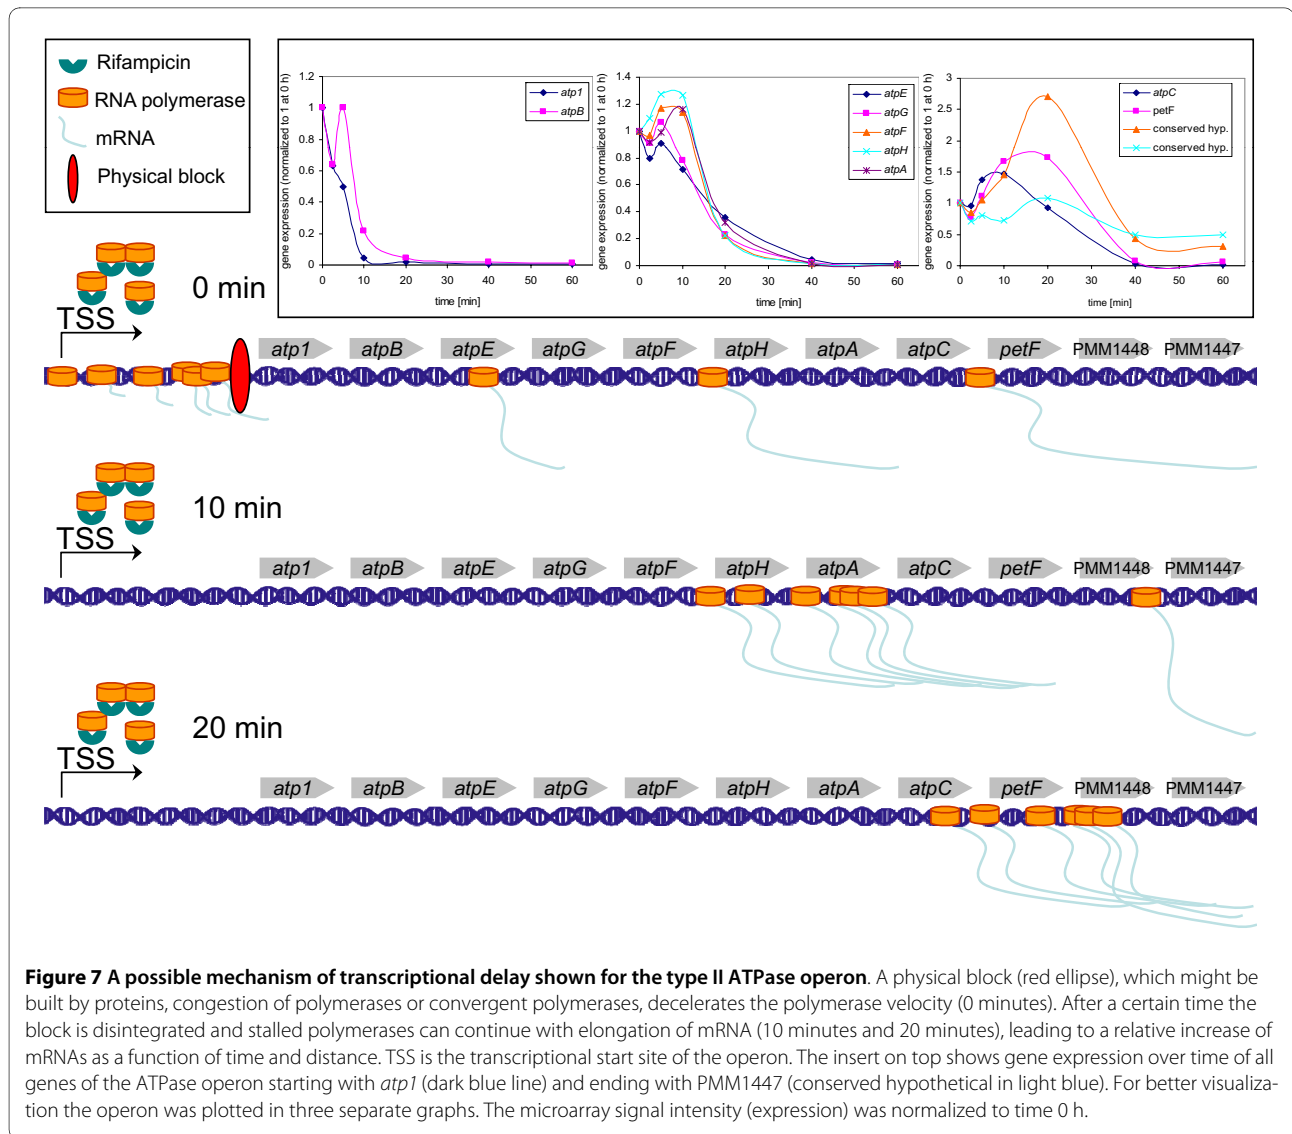 Rifampicin
RNA polymerase
mRNA
Physical block
gene expression (normalized to 1 at 0 h)
1.2
1
0.8
0.6
0.4
0.2
0
0 10 20 30 40 50 60
time [min]
atp1
atpB
gene expression (normalized to 1 at 0 h)
1.4
1.2
1
0.8
0.6
0.4
0.2
0
0 10 20 30 40 50 60
time [min]
atpE
atpG
atpF
atpH
atpA
gene expression (normalized to 1 at 0 h)
3
2.5
2
1.5
1
0.5
0
0 10 20 30 40 50 60
time [min]
atpC
petF
conserved hyp.
conserved hyp.
0 min
TSS
atp1 atpB atpE atpG atpF atpH atpA atpC petF PMM1448 PMM1447
10 min
TSS
atp1 atpB atpE atpG atpF atpH atpA atpC petF PMM1448 PMM1447
20 min
TSS
atp1 atpB atpE atpG atpF atpH atpA atpC petF PMM1448 PMM1447
Figure 7 A possible mechanism of transcriptional delay shown for the type II ATPase operon. A physical block (red ellipse), which might be
built by proteins, congestion of polymerases or convergent polymerases, decelerates the polymerase velocity (0 minutes). After a certain time the
block is disintegrated and stalled polymerases can continue with elongation of mRNA (10 minutes and 20 minutes), leading to a relative increase of
mRNAs as a function of time and distance. TSS is the transcriptional start site of the operon. The insert on top shows gene expression over time of all
genes of the ATPase operon starting with atp1 (dark blue line) and ending with PMM1447 (conserved hypothetical in light blue). For better visualiza-
tion the operon was plotted in three separate graphs. The microarray signal intensity (expression) was normalized to time 0 h.